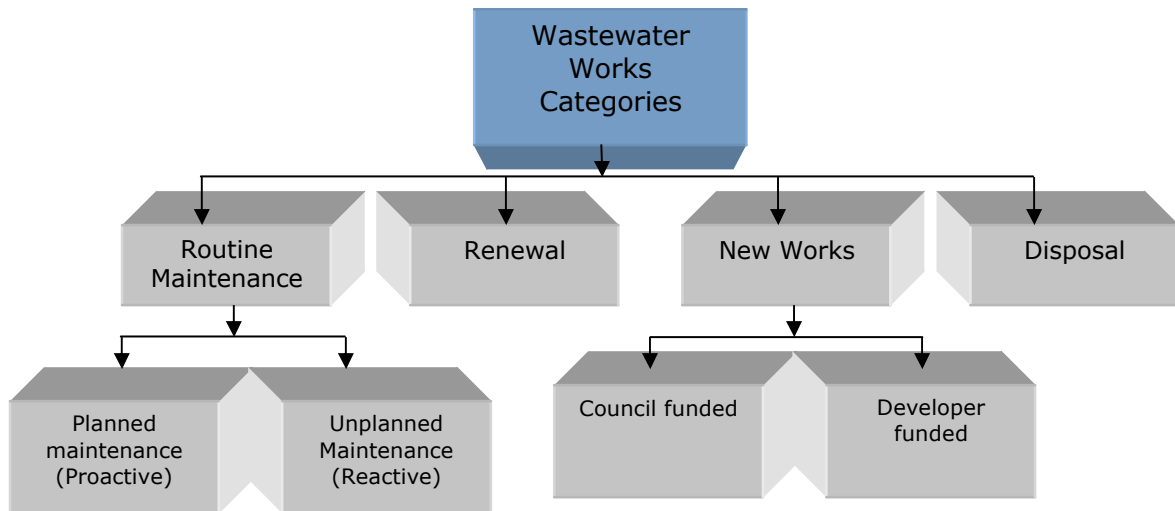 Wastewater
Works
Categories
Routine
Maintenance
Renewal
New Works
Disposal
Planned
maintenance
(Proactive)
Unplanned
Maintenance
(Reactive)
Council funded
Developer
funded